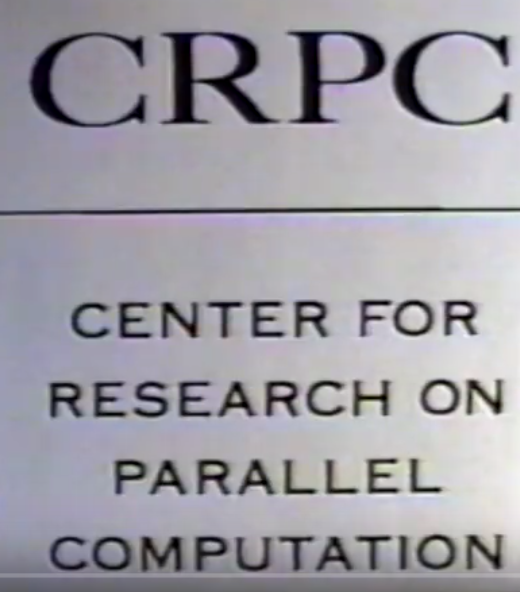 CRPC
CENTER FOR
RESEARCH ON
PARALLEL
COMPUTATION